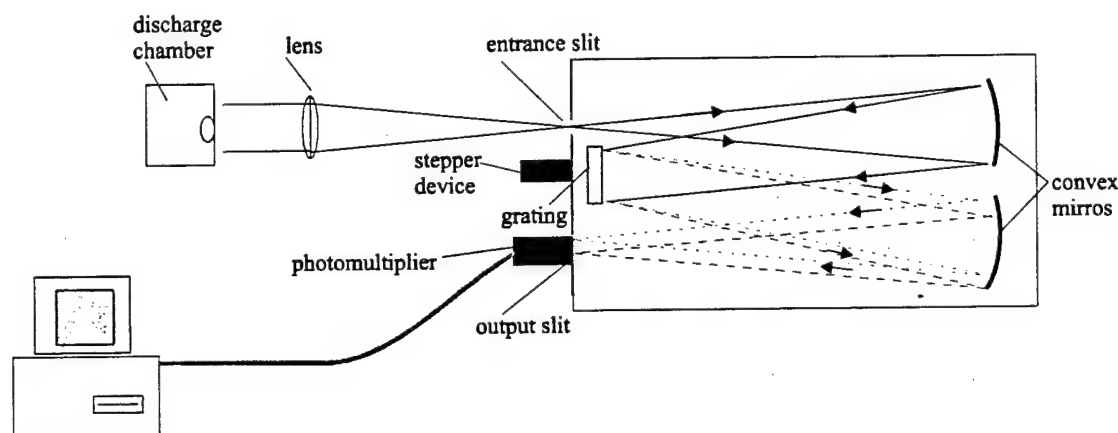 discharge
chamber
lens
entrance slit
stepper
device
grating
convex
mirros
photomultiplier
output slit